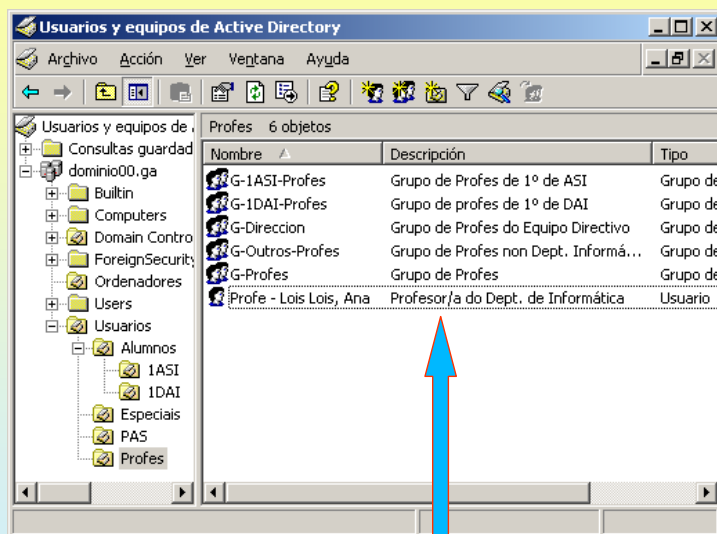 Usuarios y equipos de Active Directory
Archivo Acción Ver Ventana Ayuda
Usuarios y equipos de
Consultas guardad
dominio00.ga
Builtin
Computers
Domain Contro
ForeignSecurity
Ordenadores
Users
Usuarios
Alumnos
1ASI
1DAI
Especiais
PAS
Profes
Profes 6 objetos
Nombre Descripción Tipo
G-1ASI-Profes Grupo de Profes de 1º de ASI Grupo de
G-1DAI-Profes Grupo de profes de 1º de DAI Grupo de
G-Direccion Grupo de Profes do Equipo Directivo Grupo de
G-Outros-Profes Grupo de Profes non Dept. Informá... Grupo de
G-Profes Grupo de Profes Grupo de
Profe - Lois Lois, Ana Profesor/a do Dept. de Informática Usuario